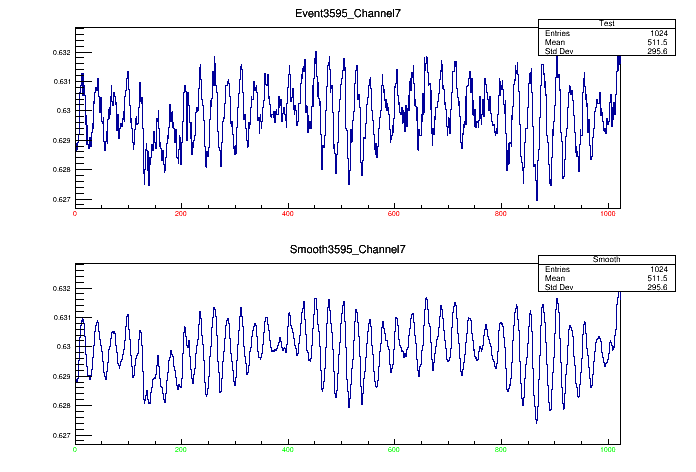 Event3595_Channel7
Test
Entries 1024
Mean 511.5
Std Dev 295.6
0.632
0.631
0.63
0.629
0.628
0.627
0 200 400 600 800 1000
Smooth3595_Channel7
Smooth
Entries 1024
Mean 511.5
Std Dev 295.6
0.632
0.631
0.63
0.629
0.628
0.627
0 200 400 600 800 1000